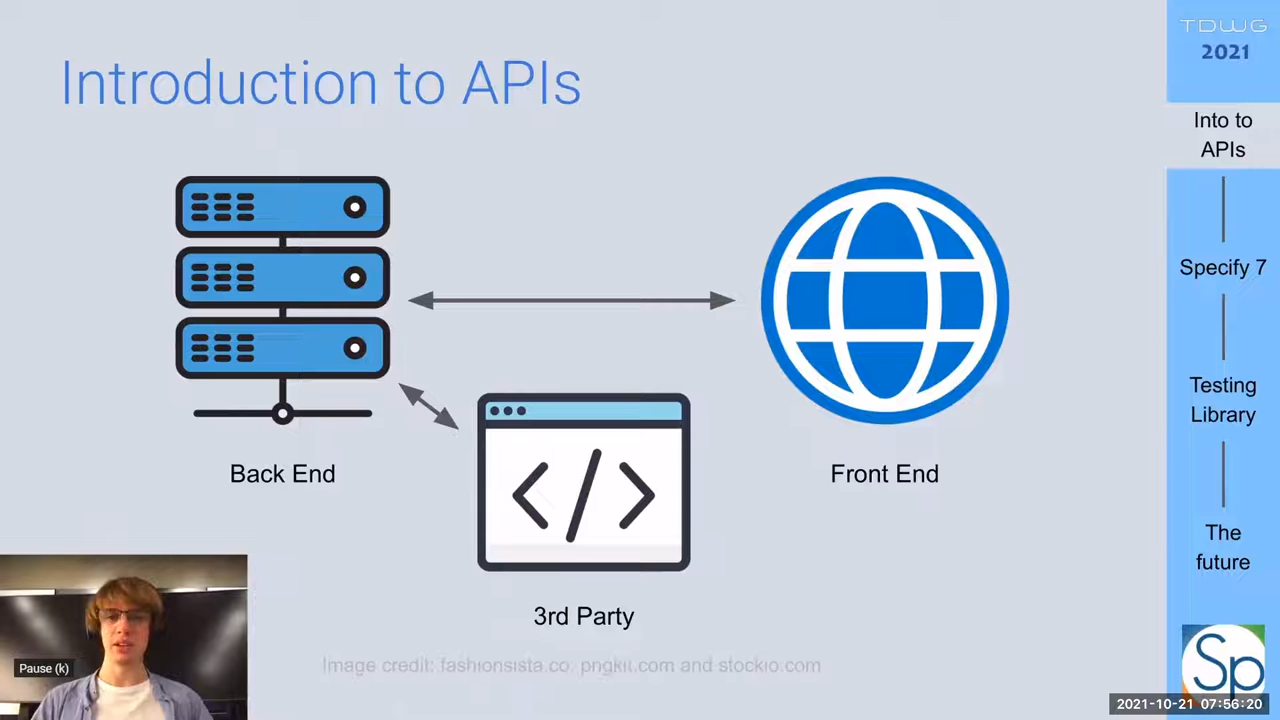 Introduction to APIs
TDWG
2021
Into to
APIs
Specify 7
Testing
Library
The
future
Back End
Front End
</>
3rd Party
Image credit: fashionsista.co, pngkit.com and stockio.com
Pause (k)
Sp
2021-10-21 07:56:20